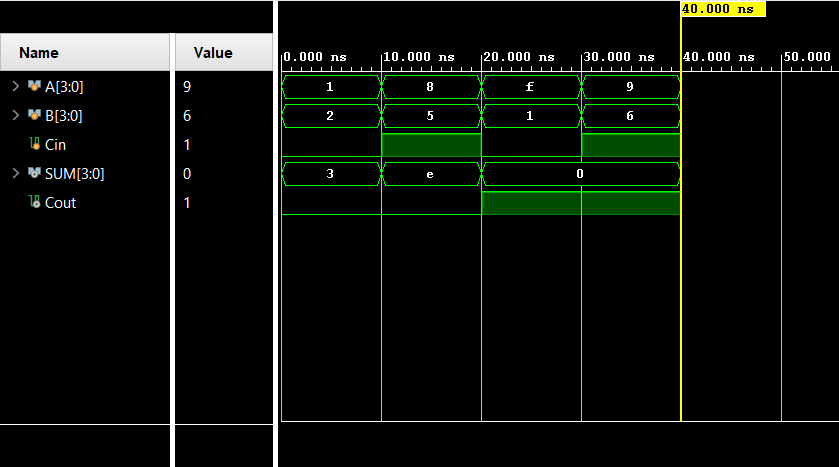 40.000 ns
Name Value
0.000 ns 10.000 ns 20.000 ns 30.000 ns 40.000 ns 50.000
A[3:0] 9 1 8 f 9
B[3:0] 6 2 5 1 6
Cin 1
SUM[3:0] 0 3 e 0
Cout 1